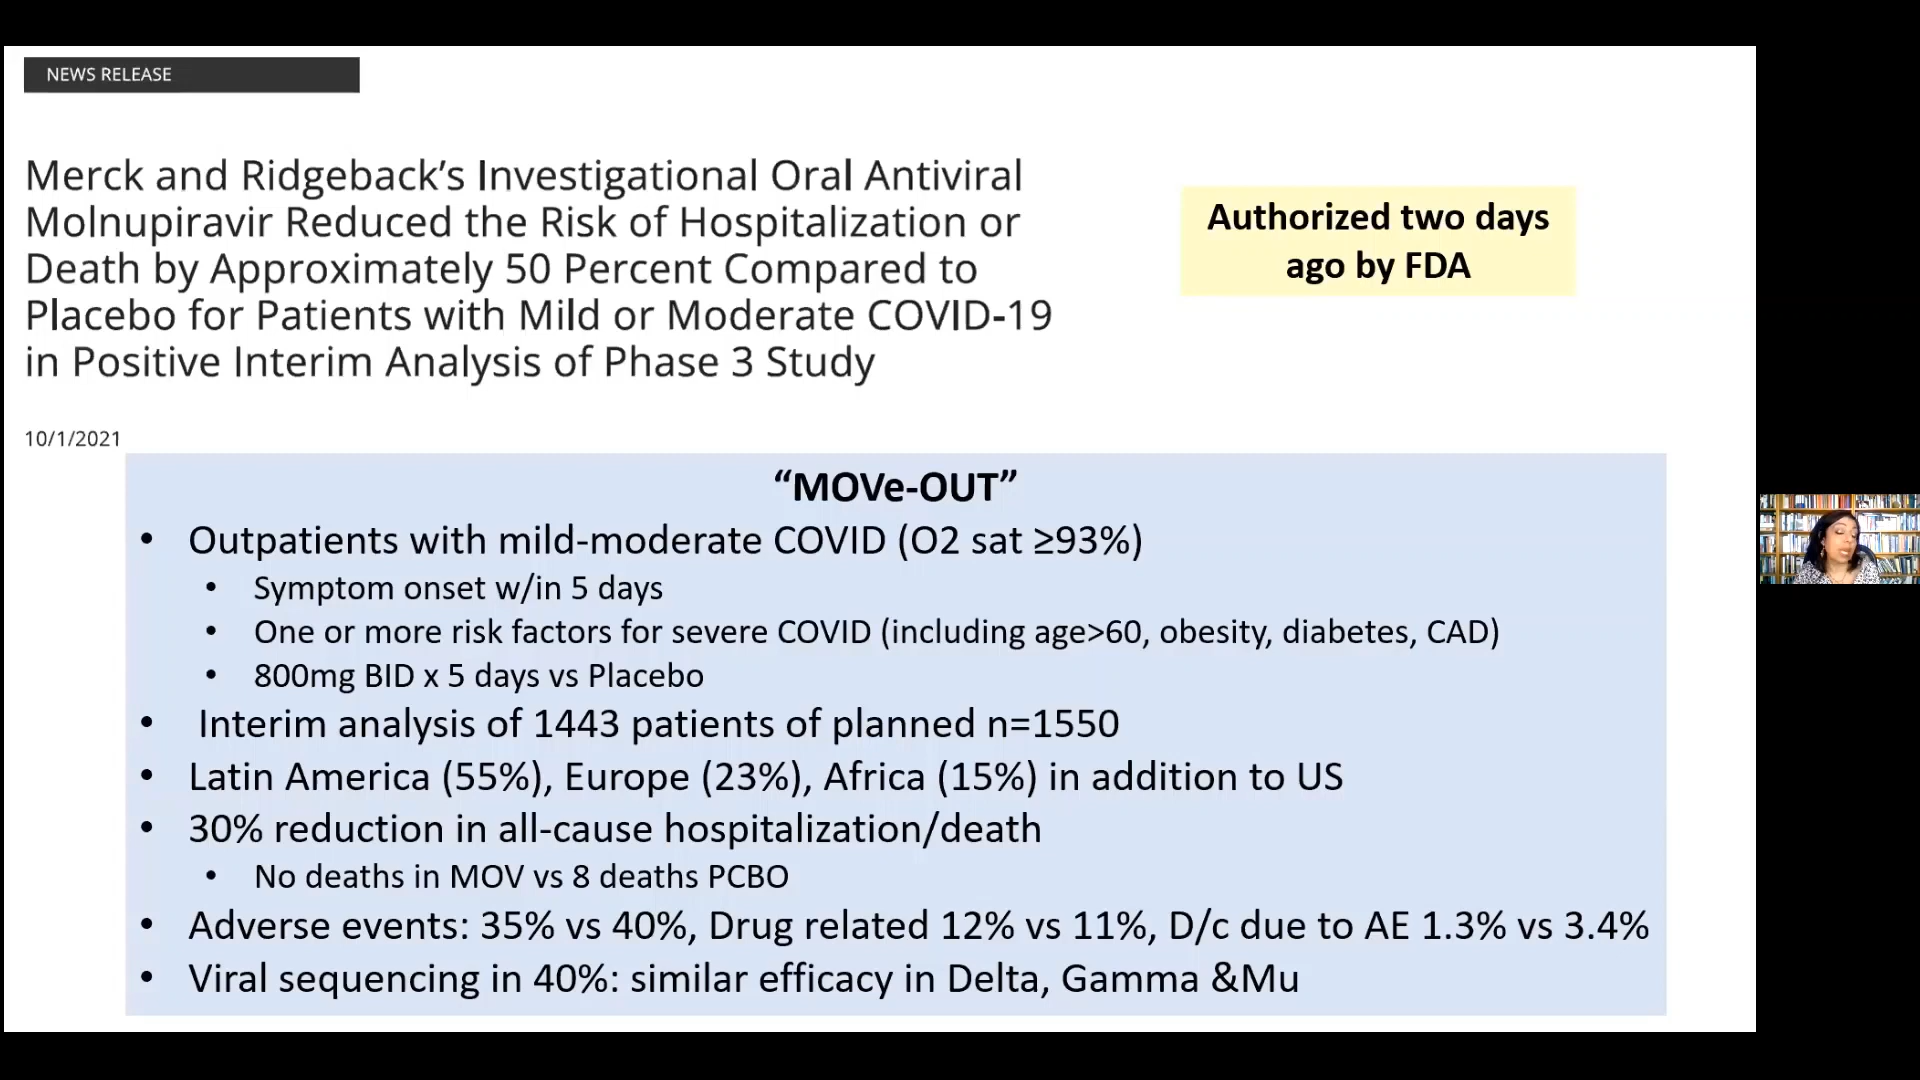 NEWS RELEASE
Merck and Ridgeback’s Investigational Oral Antiviral
Molnupiravir Reduced the Risk of Hospitalization or
Death by Approximately 50 Percent Compared to
Placebo for Patients with Mild or Moderate COVID-19
in Positive Interim Analysis of Phase 3 Study
10/1/2021
Authorized two days
ago by FDA
“MOVe-OUT”
• Outpatients with mild-moderate COVID (O2 sat ≥93%)
• Symptom onset w/in 5 days
• One or more risk factors for severe COVID (including age>60, obesity, diabetes, CAD)
• 800mg BID x 5 days vs Placebo
• Interim analysis of 1443 patients of planned n=1550
• Latin America (55%), Europe (23%), Africa (15%) in addition to US
• 30% reduction in all-cause hospitalization/death
• No deaths in MOV vs 8 deaths PCBO
• Adverse events: 35% vs 40%, Drug related 12% vs 11%, D/c due to AE 1.3% vs 3.4%
• Viral sequencing in 40%: similar efficacy in Delta, Gamma &Mu